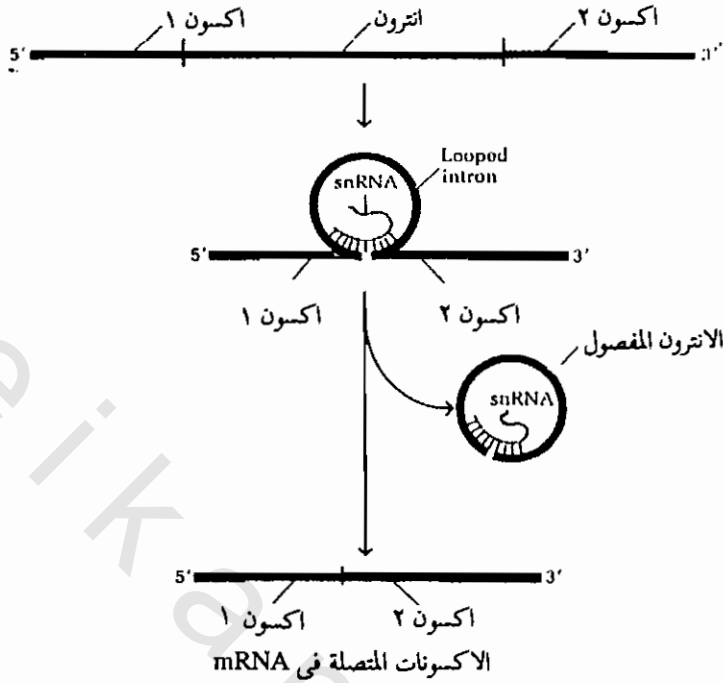 اكسون ١ انترون اكسون ٢
5′ 3′
Looped
intron
snRNA
5′ 3′
اكسون ١ اكسون ٢
الانترون المفصول
snRNA
5′ 3′
اكسون ١ اكسون ٢
الاكسونات المتصلة فى mRNA
e i k a